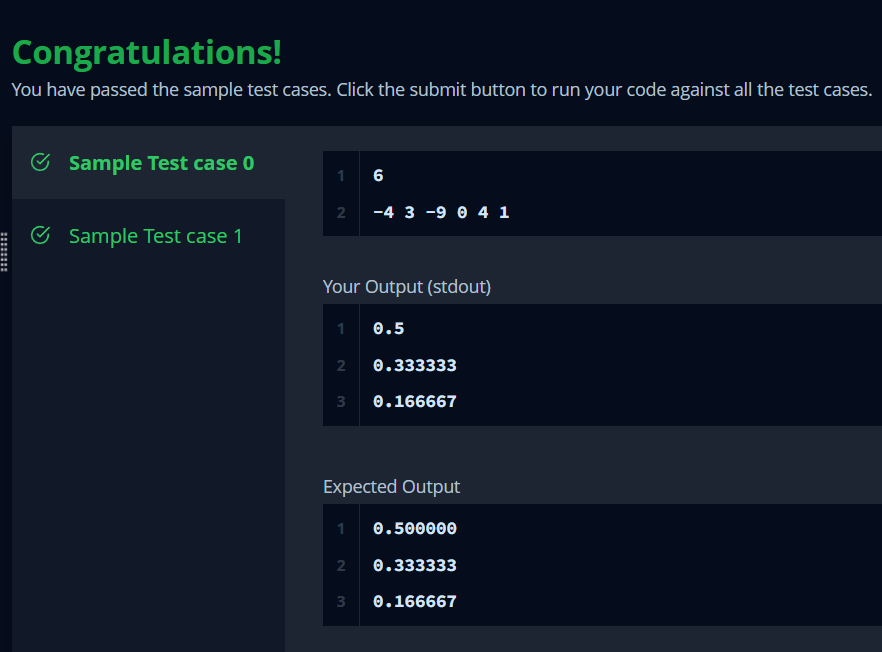 Congratulations!
You have passed the sample test cases. Click the submit button to run your code against all the test cases.
Sample Test case 0
Sample Test case 1
1 6
2 -4 3 -9 0 4 1
Your Output (stdout)
1 0.5
2 0.333333
3 0.166667
Expected Output
1 0.500000
2 0.333333
3 0.166667